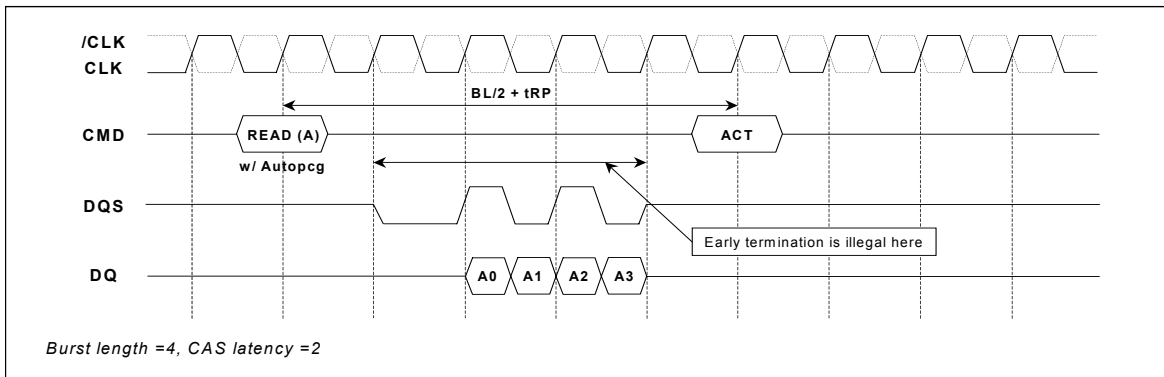 /CLK
CLK
BL/2 + tRP
CMD
READ (A)
ACT
w/ Autopcg
DQS
Early termination is illegal here
DQ
A0
A1
A2
A3
Burst length =4, CAS latency =2